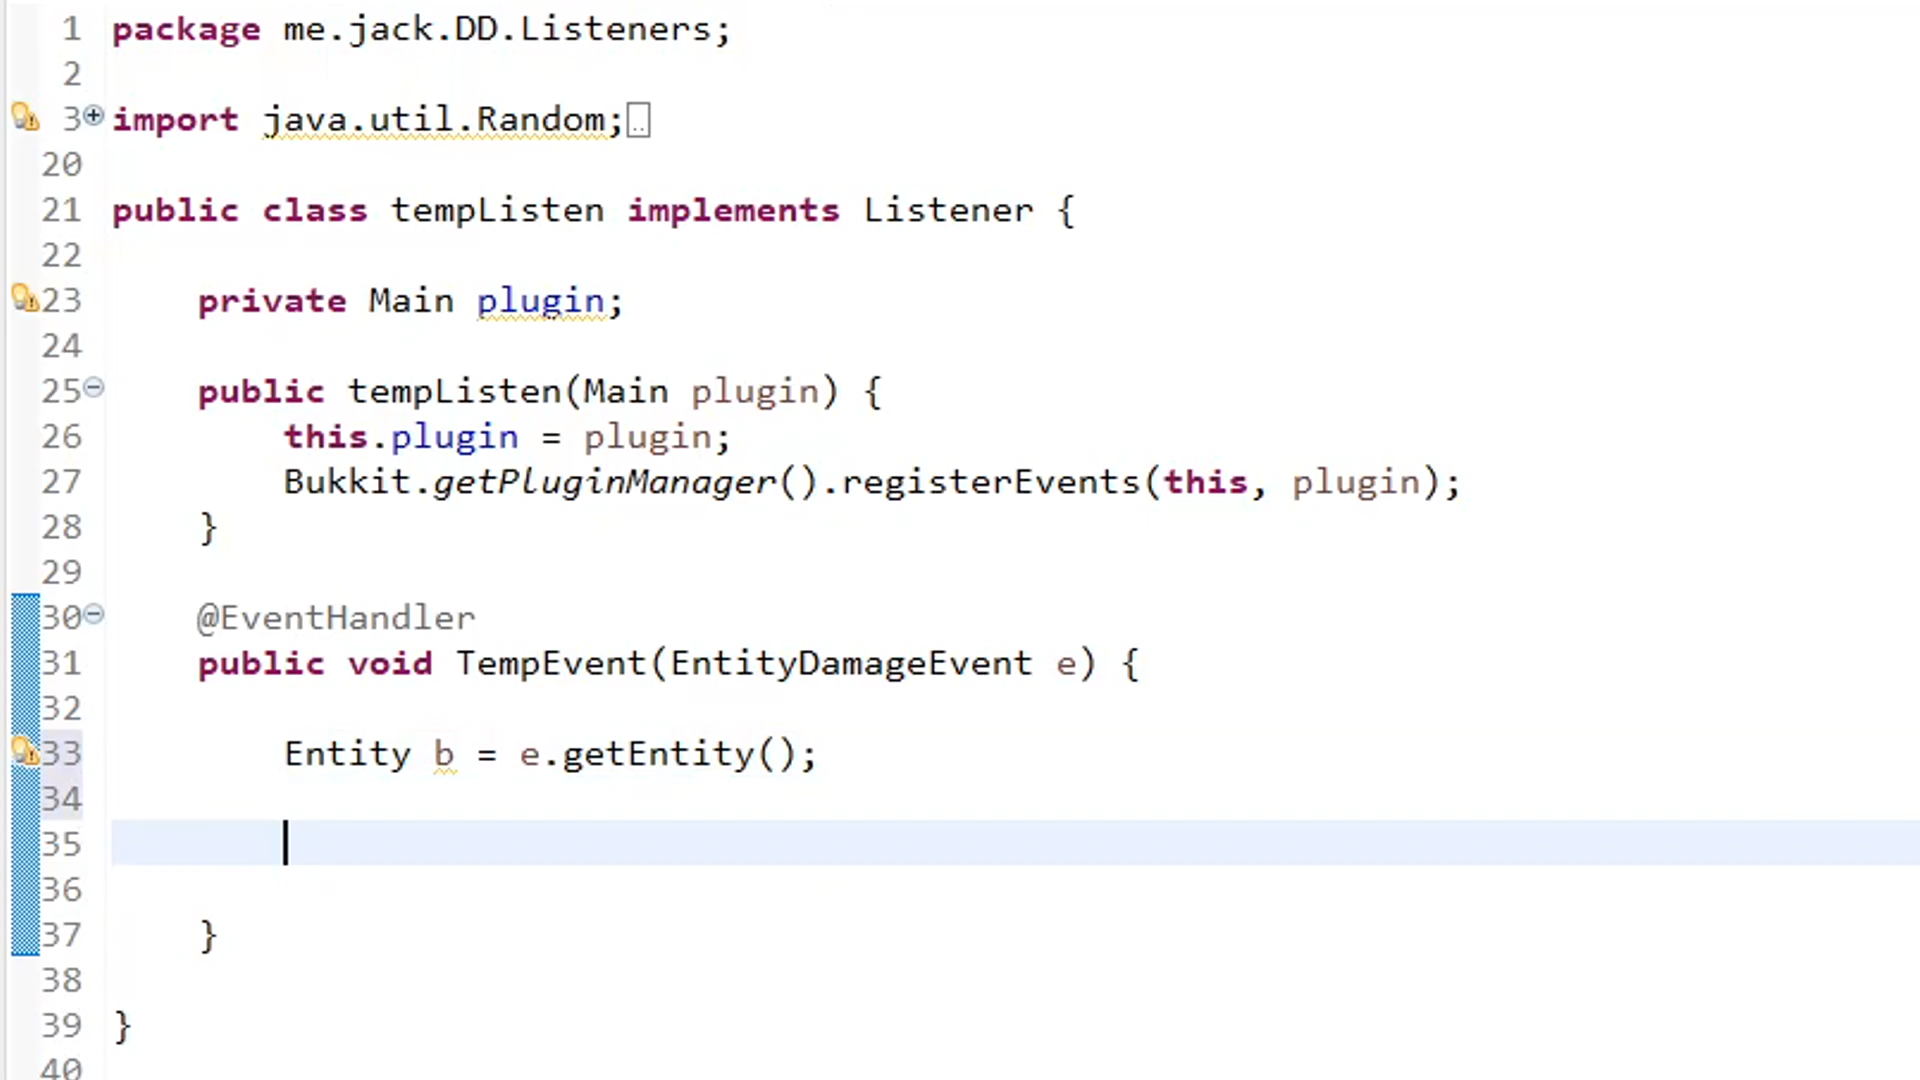 1 package me.jack.DD.Listeners;
2
3 import java.util.Random;
20
21 public class tempListen implements Listener {
22
23 private Main plugin;
24
25 public tempListen(Main plugin) {
26 this.plugin = plugin;
27 Bukkit.getPluginManager().registerEvents(this, plugin);
28 }
29
30 @EventHandler
31 public void TempEvent(EntityDamageEvent e) {
32
33 Entity b = e.getEntity();
34
35
36
37 }
38
39 }
40